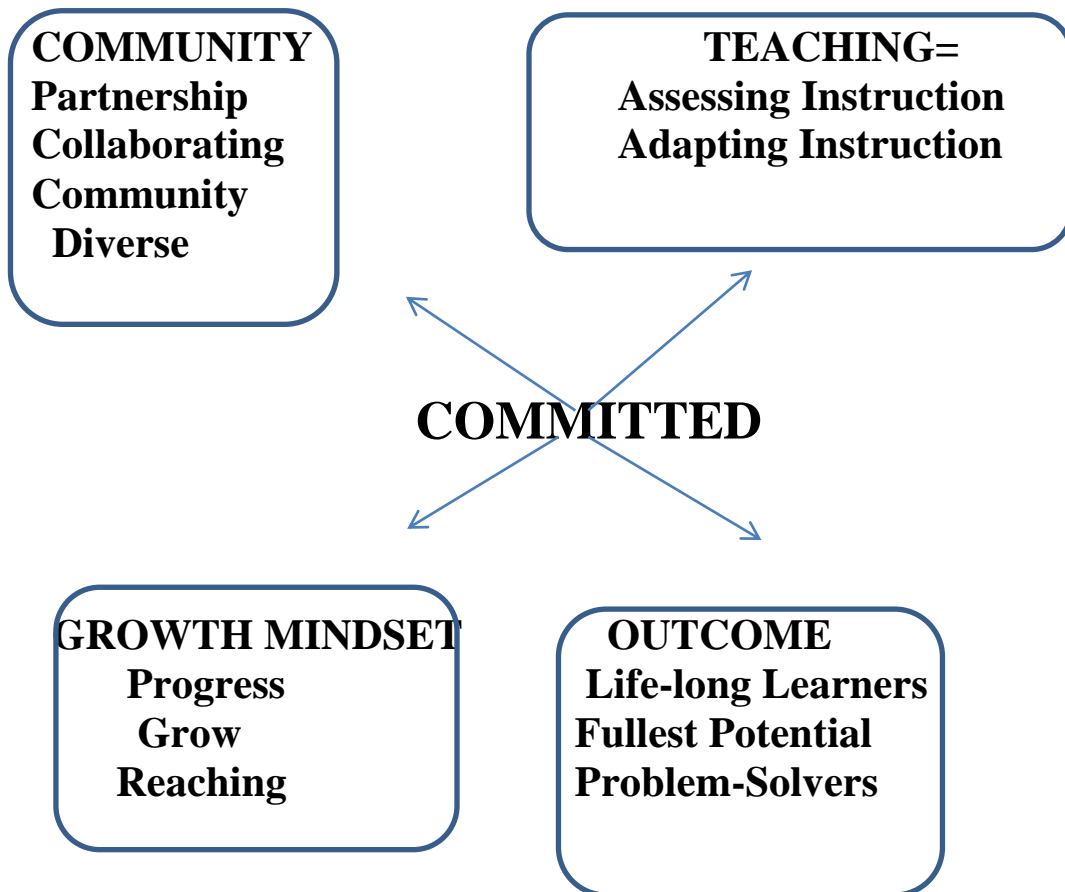 COMMUNITY
Partnership
Collaborating
Community
Diverse
TEACHING=
Assessing Instruction
Adapting Instruction
COMMITTED
GROWTH MINDSET
Progress
Grow
Reaching
OUTCOME
Life-long Learners
Fullest Potential
Problem-Solvers